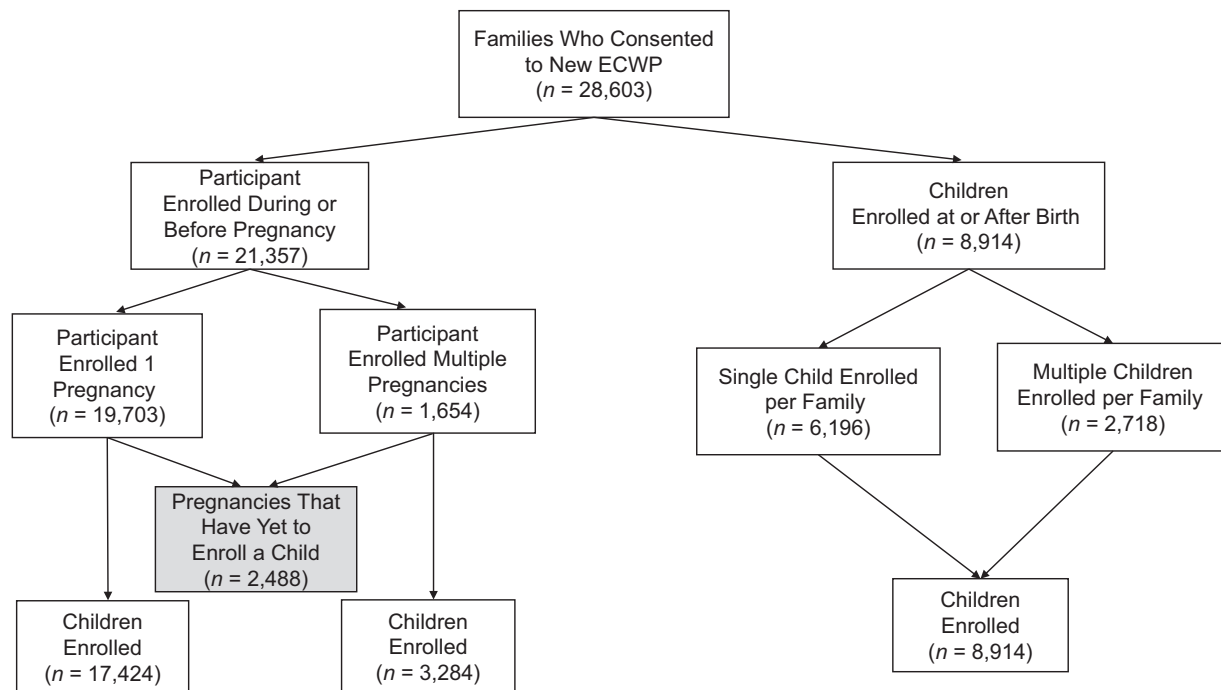 Families Who Consented
to New ECWP
(n = 28,603)
Participant
Enrolled During or
Before Pregnancy
(n = 21,357)
Children
Enrolled at or After Birth
(n = 8,914)
Participant
Enrolled 1
Pregnancy
(n = 19,703)
Participant
Enrolled Multiple
Pregnancies
(n = 1,654)
Single Child Enrolled
per Family
(n = 6,196)
Multiple Children
Enrolled per Family
(n = 2,718)
Pregnancies That
Have Yet to
Enroll a Child
(n = 2,488)
Children
Enrolled
(n = 17,424)
Children
Enrolled
(n = 3,284)
Children
Enrolled
(n = 8,914)